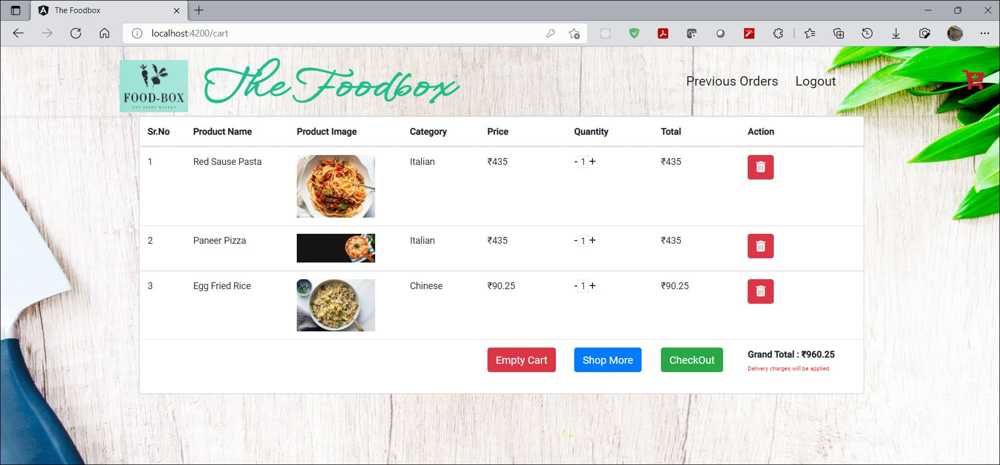 The Foodbox
localhost:4200/cart
FOOD-BOX
EAT ENJOY REPEAT
The Foodbox
Previous Orders Logout
Sr.No Product Name Product Image Category Price Quantity Total Action
1 Red Sause Pasta Italian ₹435 - 1 + ₹435
2 Paneer Pizza Italian ₹435 - 1 + ₹435
3 Egg Fried Rice Chinese ₹90.25 - 1 + ₹90.25
Empty Cart Shop More CheckOut Grand Total : ₹960.25
Delivery charges will be applied